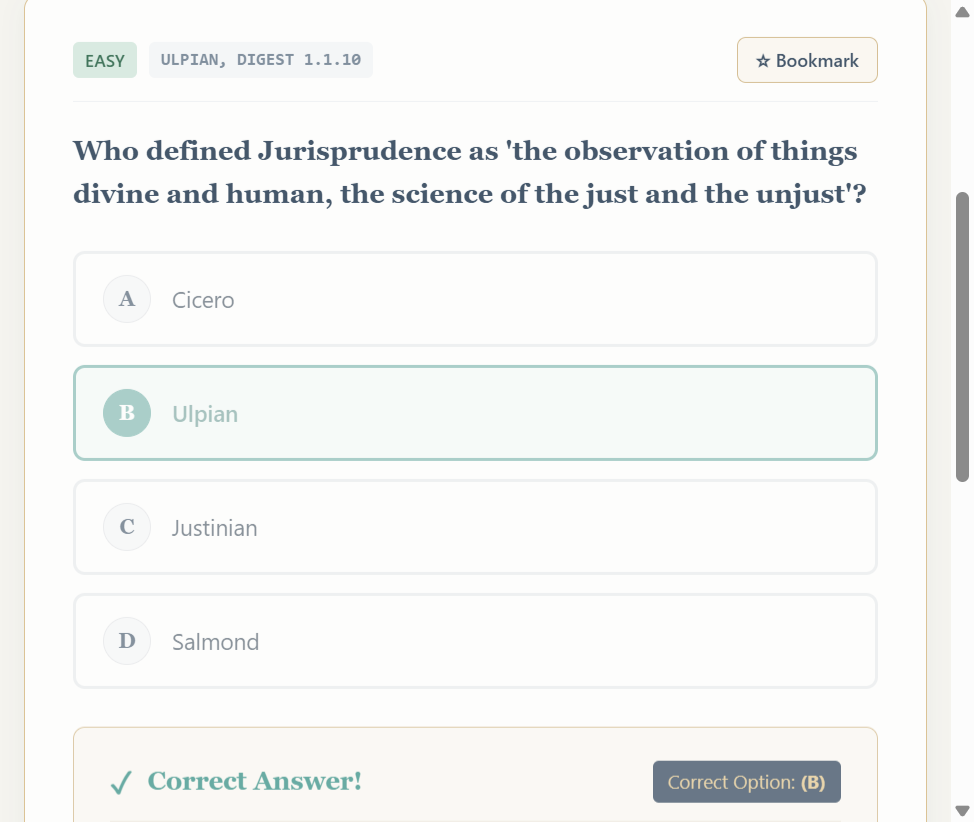 EASY
ULPIAN, DIGEST 1.1.10
☆ Bookmark
Who defined Jurisprudence as 'the observation of things
divine and human, the science of the just and the unjust'?
A Cicero
B Ulpian
C Justinian
D Salmond
✓ Correct Answer!
Correct Option: (B)